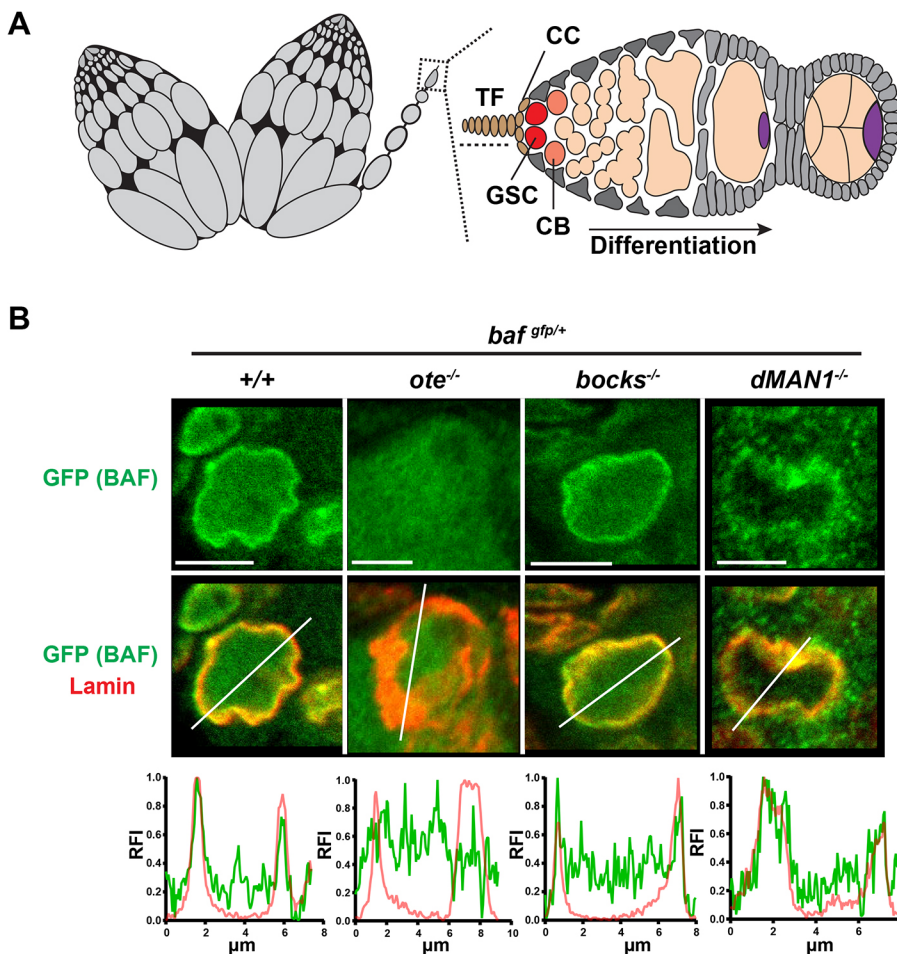 A
CC
TF
GSC
CB
Differentiation
B
baf gfp/+
+/+ ote-/- bocks-/- dMAN1-/-
GFP (BAF)
GFP (BAF)
Lamin
RFI
1.0
0.8
0.6
0.4
0.2
0.0
0 2 4 6 8
µm
RFI
1.0
0.8
0.6
0.4
0.2
0.0
0 2 4 6 8 10
µm
RFI
1.0
0.8
0.6
0.4
0.2
0.0
0 2 4 6 8
µm
RFI
1.0
0.8
0.6
0.4
0.2
0.0
0 2 4 6 8
µm